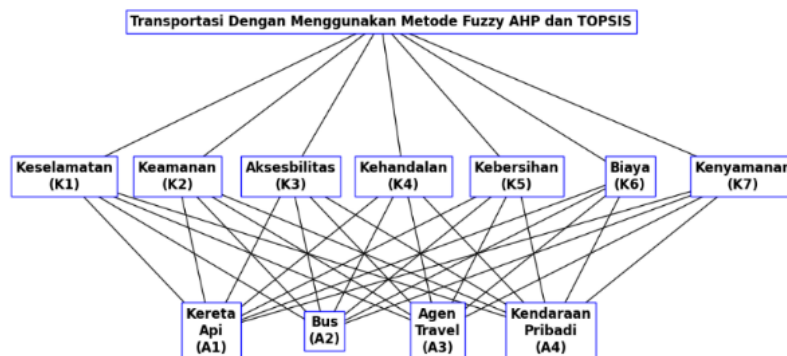 Transportasi Dengan Menggunakan Metode Fuzzy AHP dan TOPSIS
Keselamatan
(K1)
Keamanan
(K2)
Aksesbilitas
(K3)
Kehandalan
(K4)
Kebersihan
(K5)
Biaya
(K6)
Kenyamanan
(K7)
Kereta
Api
(A1)
Bus
(A2)
Agen
Travel
(A3)
Kendaraan
Pribadi
(A4)